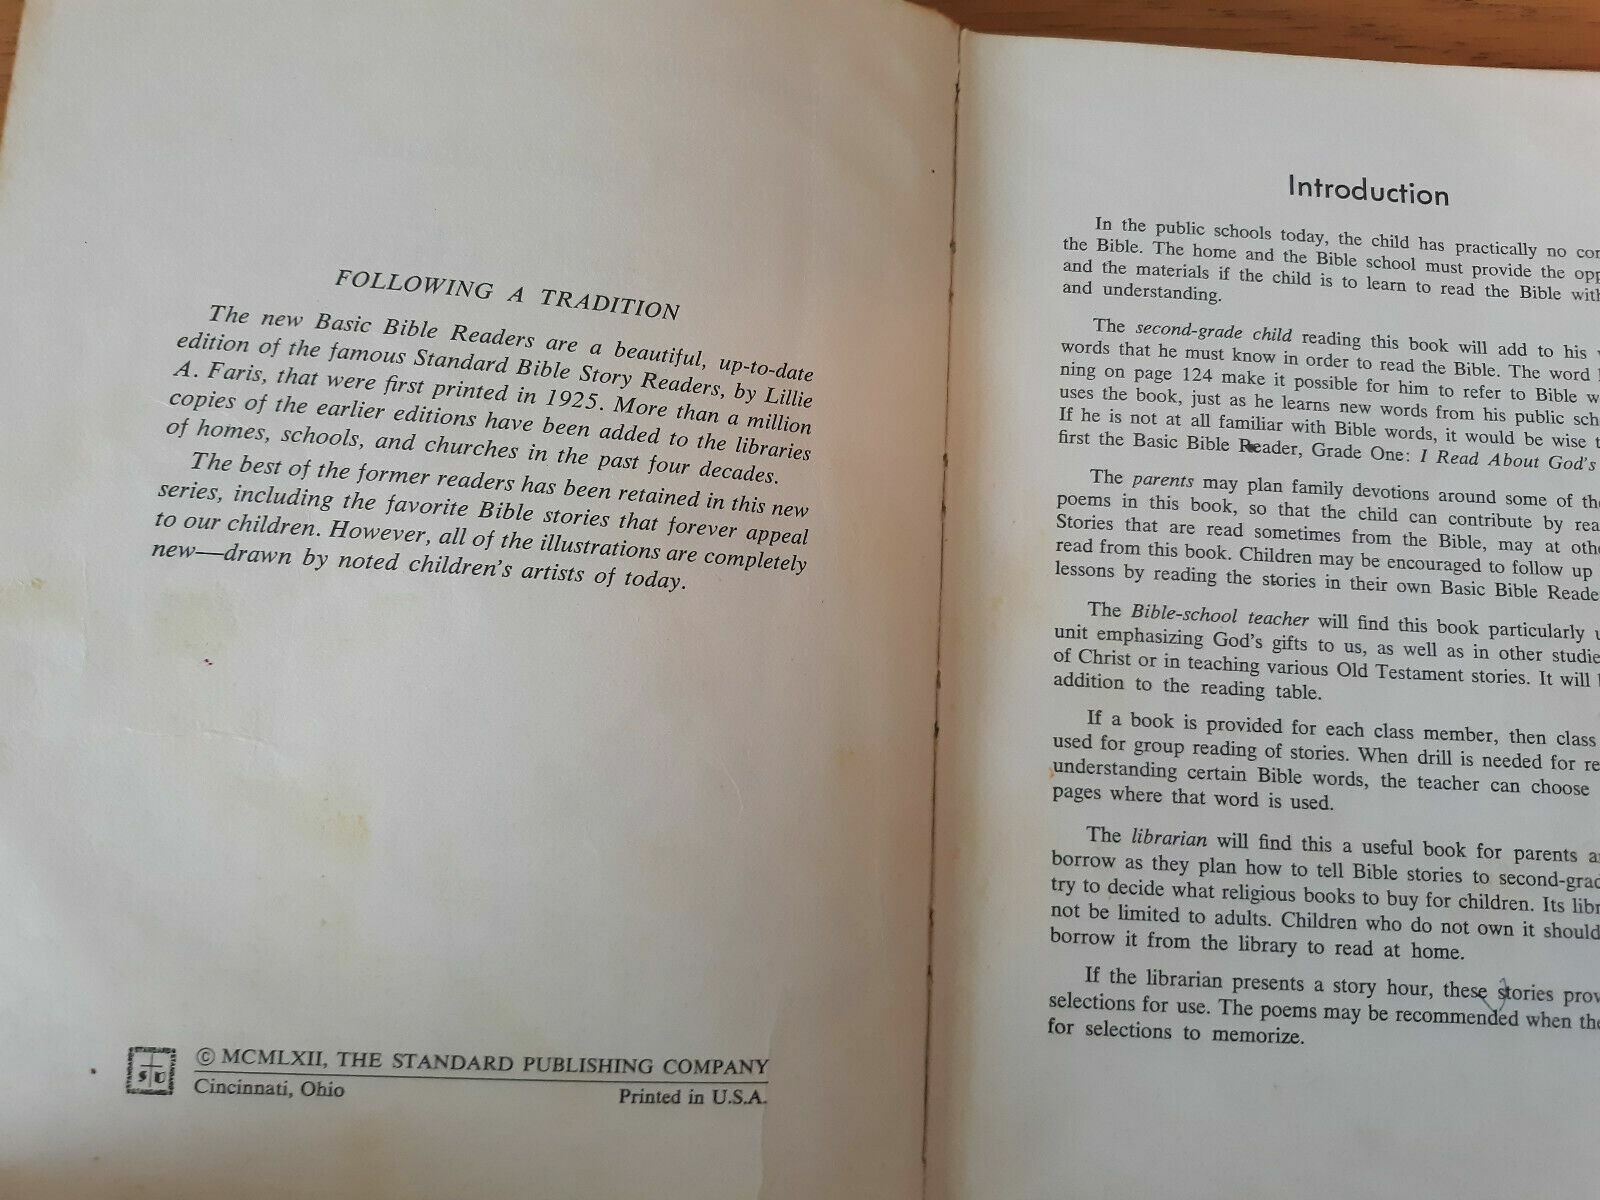 FOLLOWING A TRADITION
The new Basic Bible Readers are a beautiful, up-to-date
edition of the famous Standard Bible Story Readers, by Lillie
A. Faris, that were first printed in 1925. More than a million
copies of the earlier editions have been added to the libraries
of homes, schools, and churches in the past four decades.
The best of the former readers has been retained in this new
series, including the favorite Bible stories that forever appeal
to our children. However, all of the illustrations are completely
new—drawn by noted children's artists of today.
© MCMLXII, THE STANDARD PUBLISHING COMPANY
Cincinnati, Ohio Printed in U.S.A.
Introduction
In the public schools today, the child has practically no
the Bible. The home and the Bible school must provide the
and the materials if the child is to learn to read the Bible
and understanding.
The second-grade child reading this book will add to his
words that he must know in order to read the Bible. The word
ning on page 124 make it possible for him to refer to Bible
uses the book, just as he learns new words from his public
If he is not at all familiar with Bible words, it would be wise
first the Basic Bible Reader, Grade One: I Read About God's
The parents may plan family devotions around some of
poems in this book, so that the child can contribute by
Stories that are read sometimes from the Bible, may at
read from this book. Children may be encouraged to follow up
lessons by reading the stories in their own Basic Bible
The Bible-school teacher will find this book particularly
unit emphasizing God's gifts to us, as well as in other
of Christ or in teaching various Old Testament stories. It will
addition to the reading table.
If a book is provided for each class member, then class
used for group reading of stories. When drill is needed for
understanding certain Bible words, the teacher can choose
pages where that word is used.
The librarian will find this a useful book for parents
borrow as they plan how to tell Bible stories to
try to decide what religious books to buy for children. Its
not be limited to adults. Children who do not own it should
borrow it from the library to read at home.
If the librarian presents a story hour, these stories
selections for use. The poems may be recommended when
for selections to memorize.